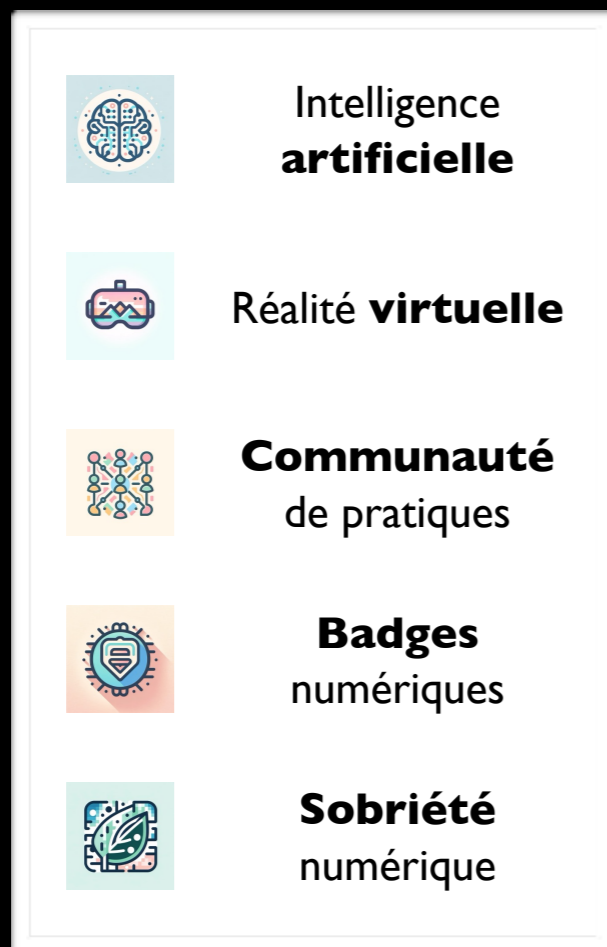 Intelligence
artificielle
Réalité virtuelle
Communauté
de pratiques
Badges
numériques
Sobriété
numérique